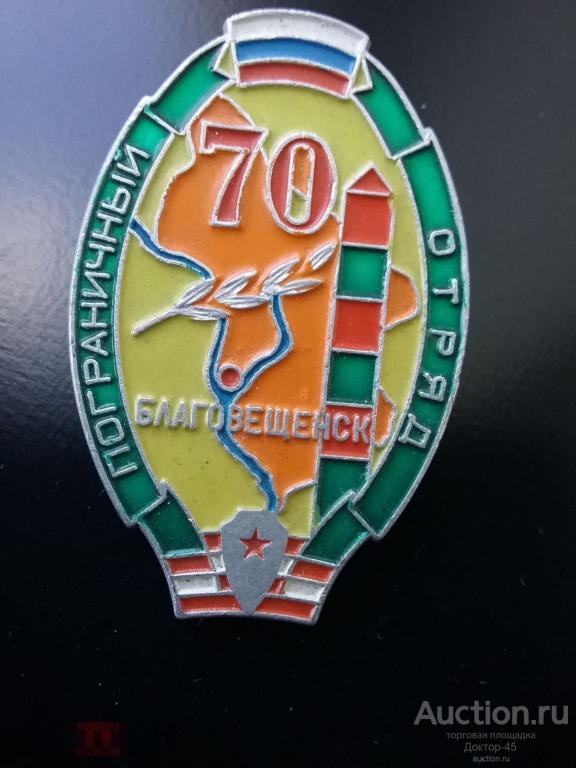 70
ПОГРАНИЧНЫЙ
ОТРЯД
БЛАГОВЕЩЕНСК
Auction.ru
торговая площадка
Доктор-45
auction.ru